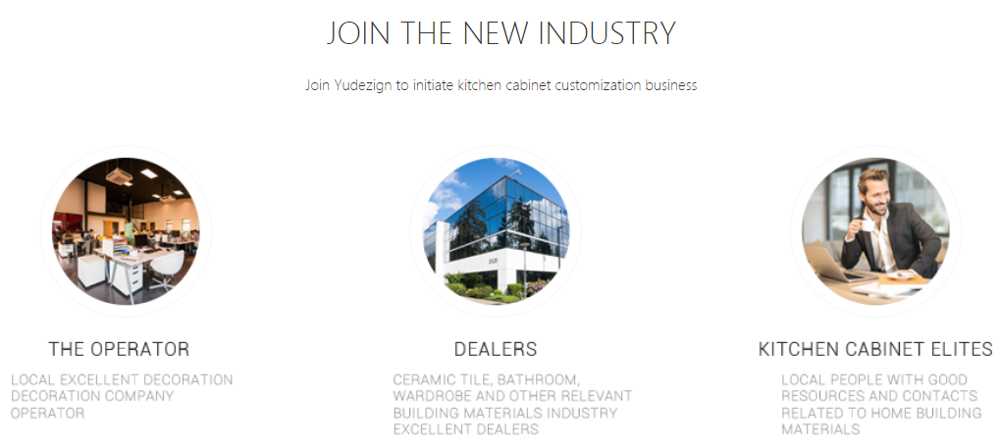 JOIN THE NEW INDUSTRY
Join Yudezign to initiate kitchen cabinet customization business
THE OPERATOR
LOCAL EXCELLENT DECORATION
DECORATION COMPANY
OPERATOR
DEALERS
CERAMIC TILE, BATHROOM,
WARDROBE AND OTHER RELEVANT
BUILDING MATERIALS INDUSTRY
EXCELLENT DEALERS
KITCHEN CABINET ELITES
LOCAL PEOPLE WITH GOOD
RESOURCES AND CONTACTS
RELATED TO HOME BUILDING
MATERIALS